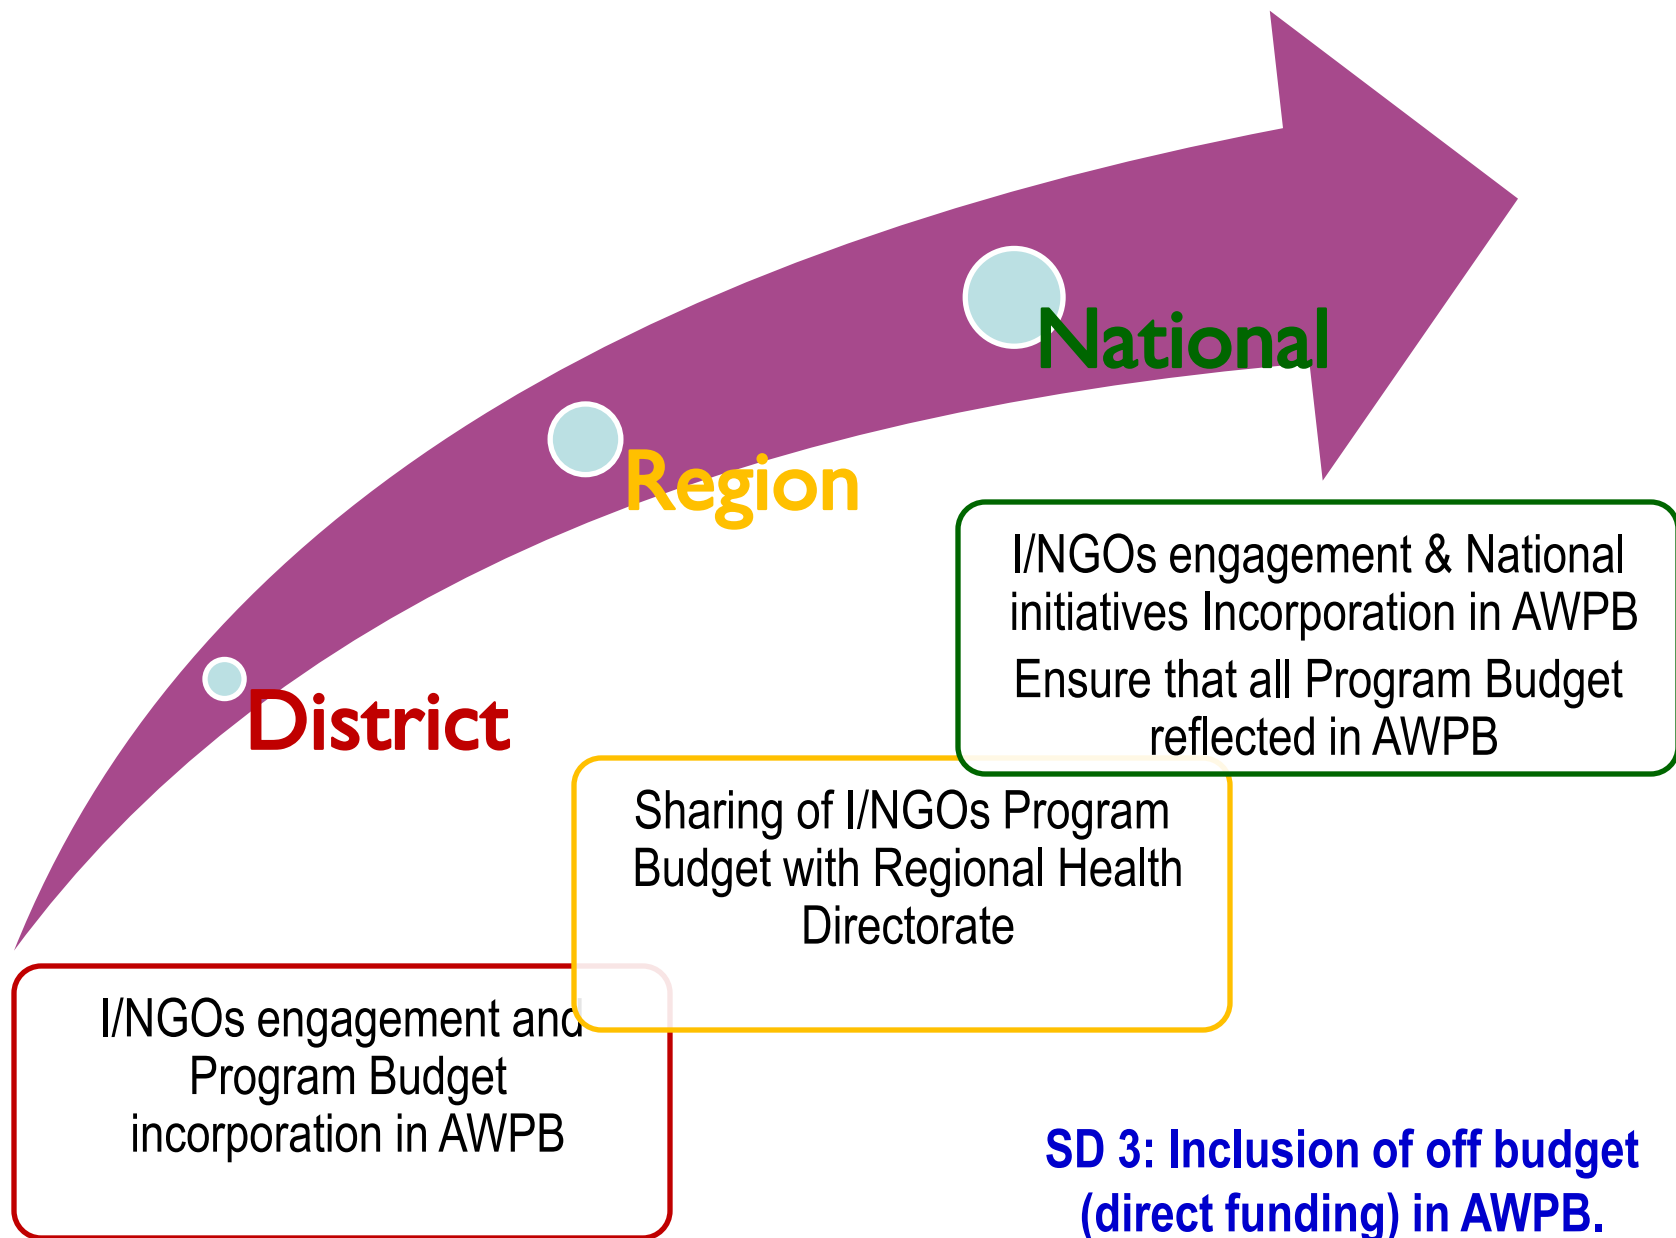 National
Region
District
I/NGOs engagement & National
initiatives Incorporation in AWPB
Ensure that all Program Budget
reflected in AWPB
Sharing of I/NGOs Program
Budget with Regional Health
Directorate
I/NGOs engagement and
Program Budget
incorporation in AWPB
SD 3: Inclusion of off budget
(direct funding) in AWPB.